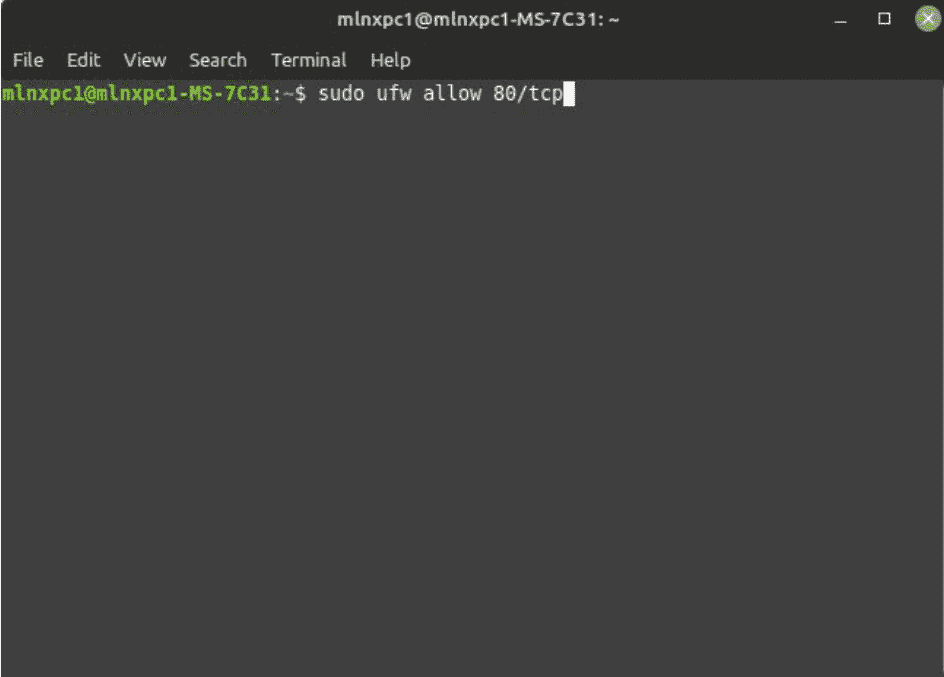 mlnxpc1@mlnxpc1-MS-7C31: ~
File Edit View Search Terminal Help
mlnxpc1@mlnxpc1-MS-7C31:~$ sudo ufw allow 80/tcp